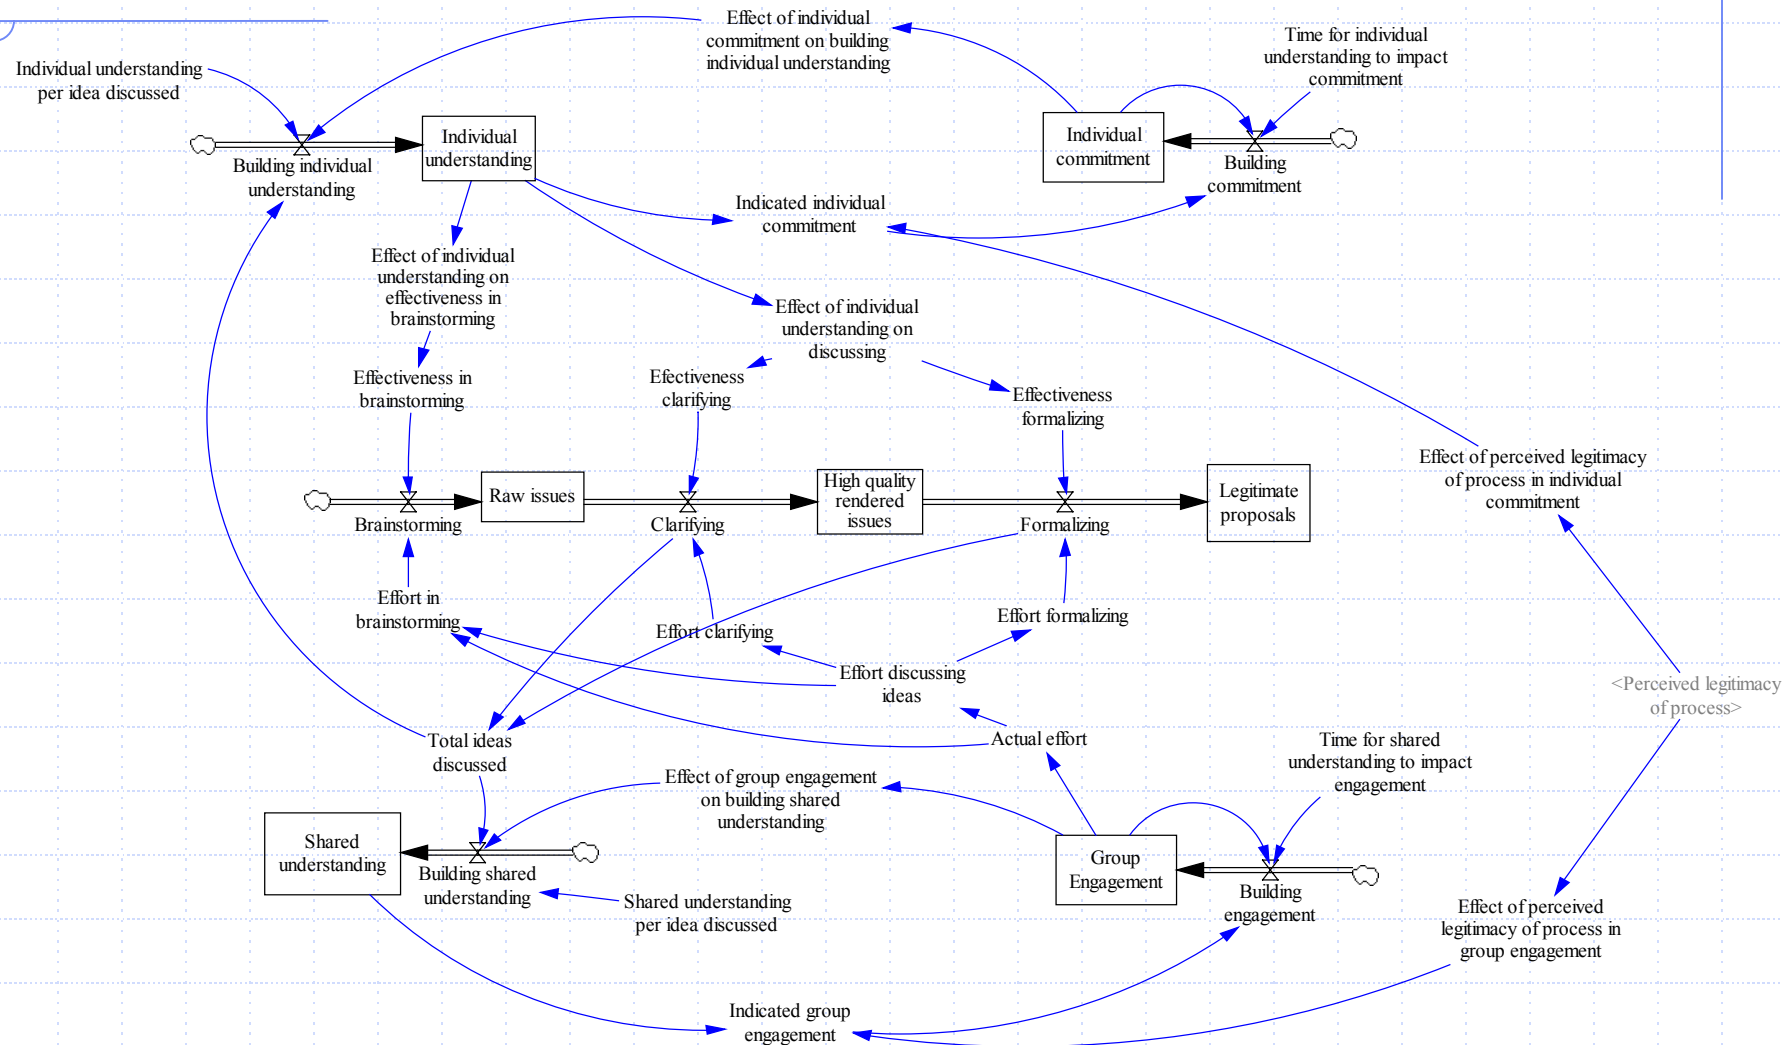 Effect of individual
commitment on building
individual understanding
Time for individual
understanding to impact
commitment
Individual understanding
per idea discussed
Individual
understanding
Individual
commitment
Building individual
understanding
Building
commitment
Indicated individual
commitment
Effect of individual
understanding on
effectiveness in
brainstorming
Effect of individual
understanding on
discussing
Effectiveness in
brainstorming
Efectiveness
clarifying
Effectiveness
formalizing
Effect of perceived legitimacy
of process in individual
commitment
Raw issues
High quality
rendered
issues
Legitimate
proposals
Brainstorming
Clarifying
Formalizing
Effort in
brainstorming
Effort clarifying
Effort formalizing
Effort discussing
ideas
<Perceived legitimacy
of process>
Total ideas
discussed
Actual effort
Time for shared
understanding to impact
engagement
Effect of group engagement
on building shared
understanding
Shared
understanding
Group
Engagement
Building shared
understanding
Building
engagement
Shared understanding
per idea discussed
Effect of perceived
legitimacy of process in
group engagement
Indicated group
engagement